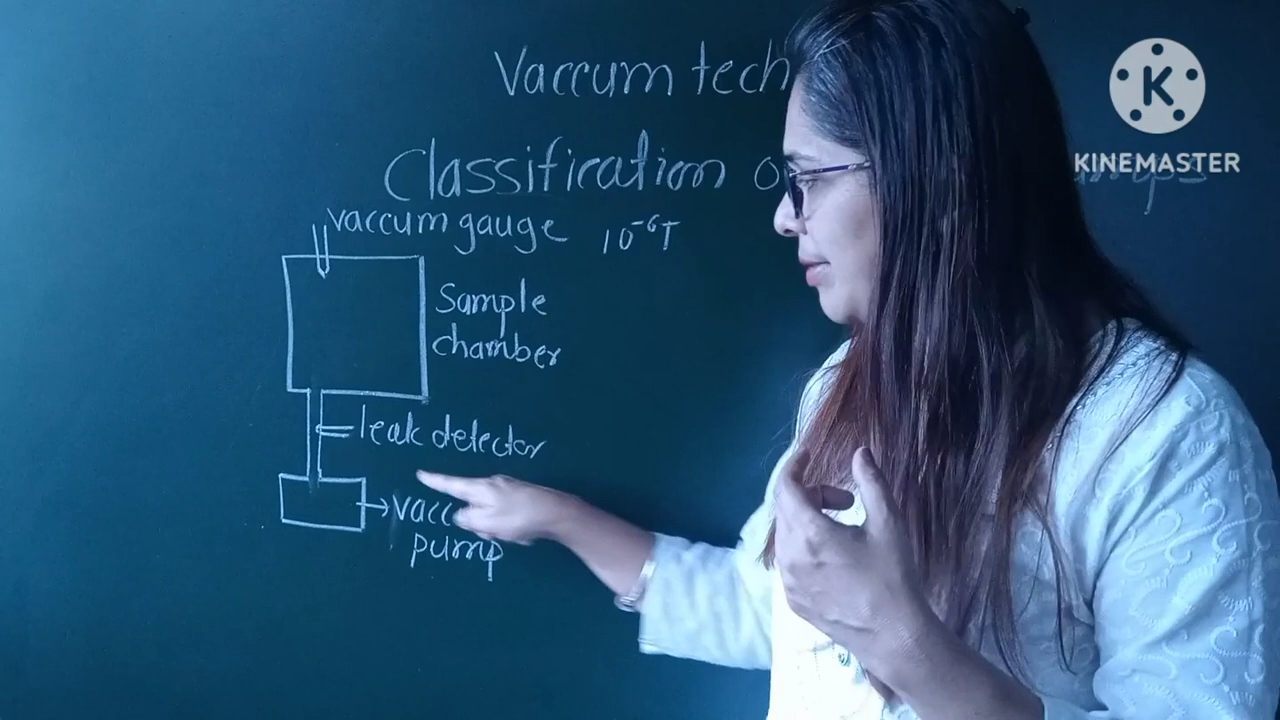 Vaccum tech
Classification o
vaccum gauge 10⁻⁶T
Sample
chamber
leak detector
vacc
pump
K
KINEMASTER